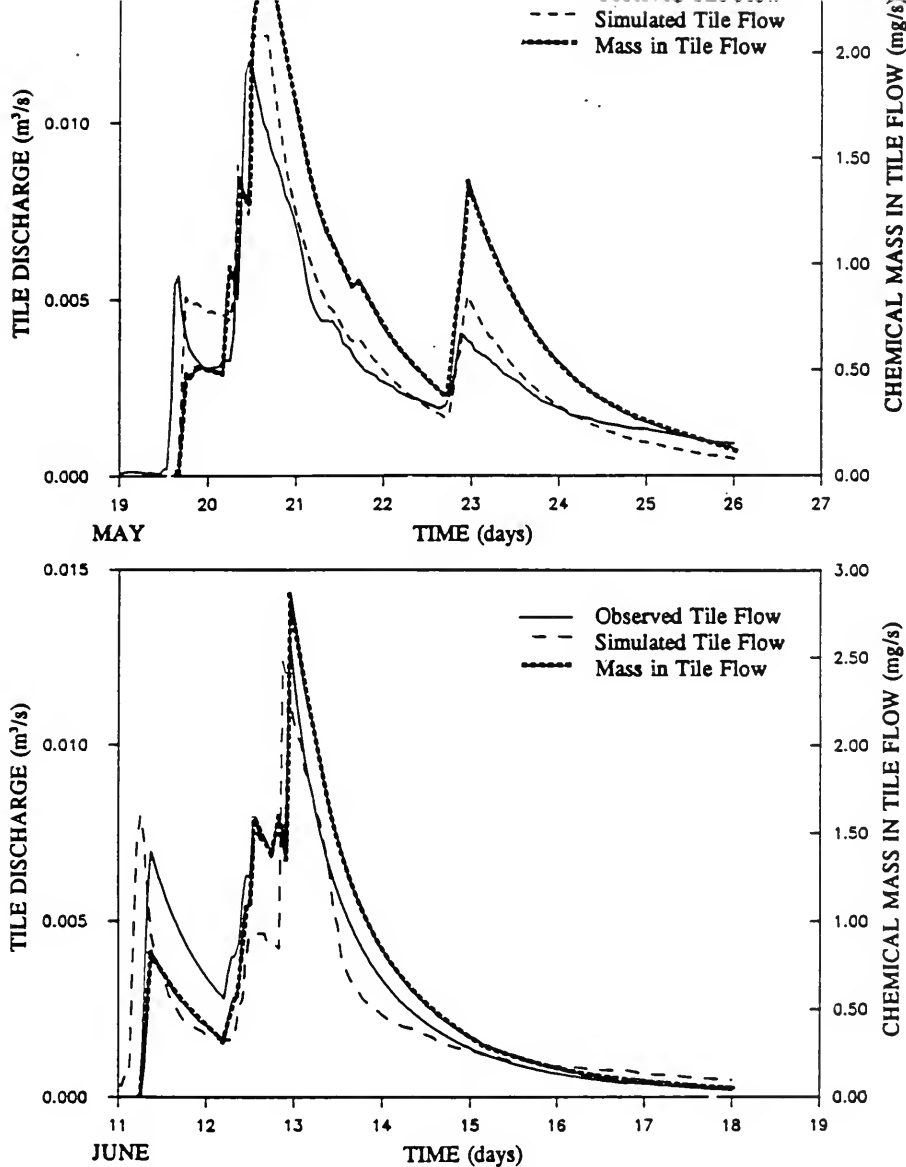 Simulated Tile Flow
Mass in Tile Flow
TILE DISCHARGE (m³/s)
0.010
0.005
0.000
2.00
1.50
1.00
0.50
0.00
CHEMICAL MASS IN TILE FLOW (mg/s)
19 20 21 22 23 24 25 26 27
MAY
TIME (days)
Observed Tile Flow
Simulated Tile Flow
Mass in Tile Flow
TILE DISCHARGE (m³/s)
0.015
0.010
0.005
0.000
3.00
2.50
2.00
1.50
1.00
0.50
0.00
CHEMICAL MASS IN TILE FLOW (mg/s)
11 12 13 14 15 16 17 18 19
JUNE
TIME (days)